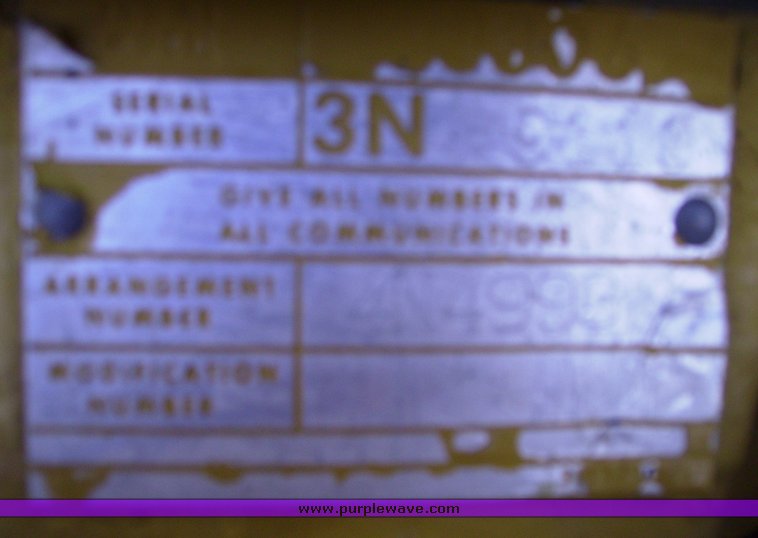 SERIAL
NUMBER
3N
GIVE ALL NUMBERS IN
ALL COMMUNICATIONS
ARRANGEMENT
NUMBER
MODIFICATION
NUMBER
www.purplewave.com